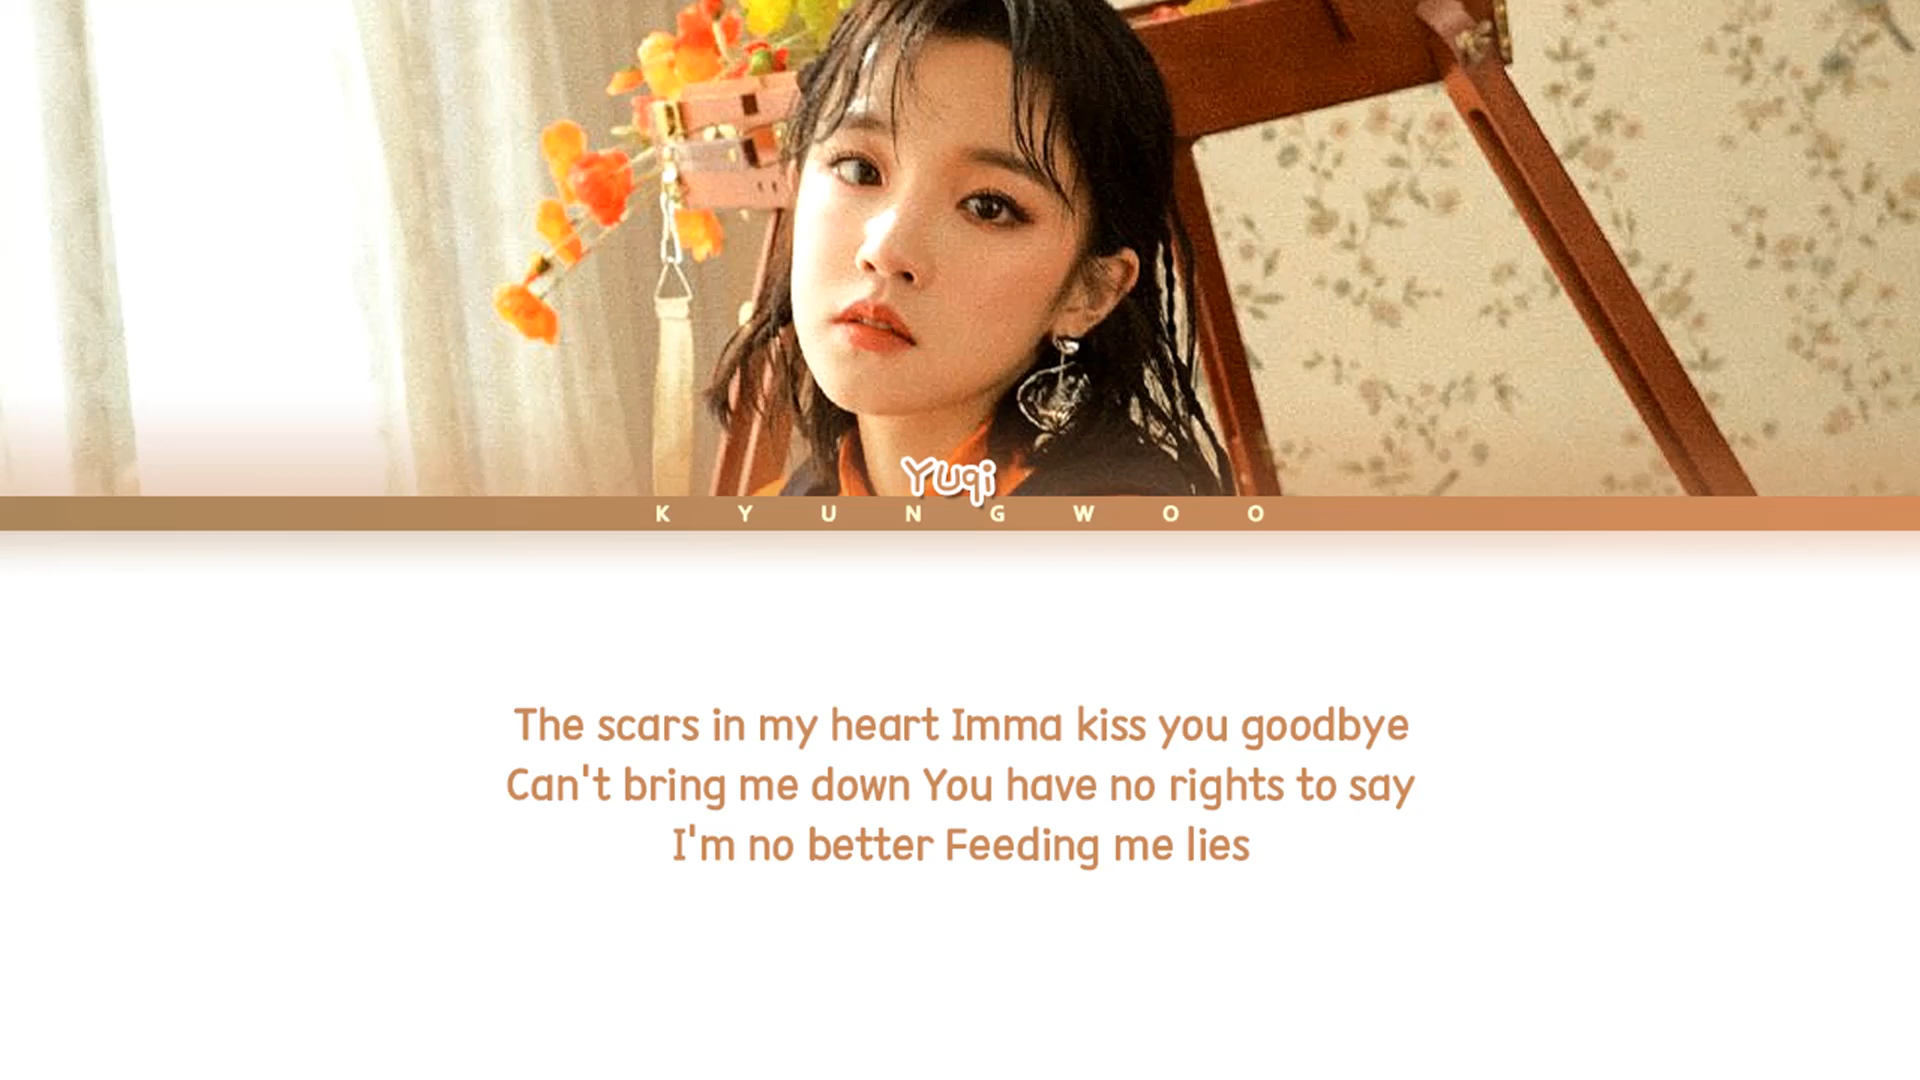 Yuqi
KYUNGWOO
The scars in my heart Imma kiss you goodbye
Can't bring me down You have no rights to say
I'm no better Feeding me lies